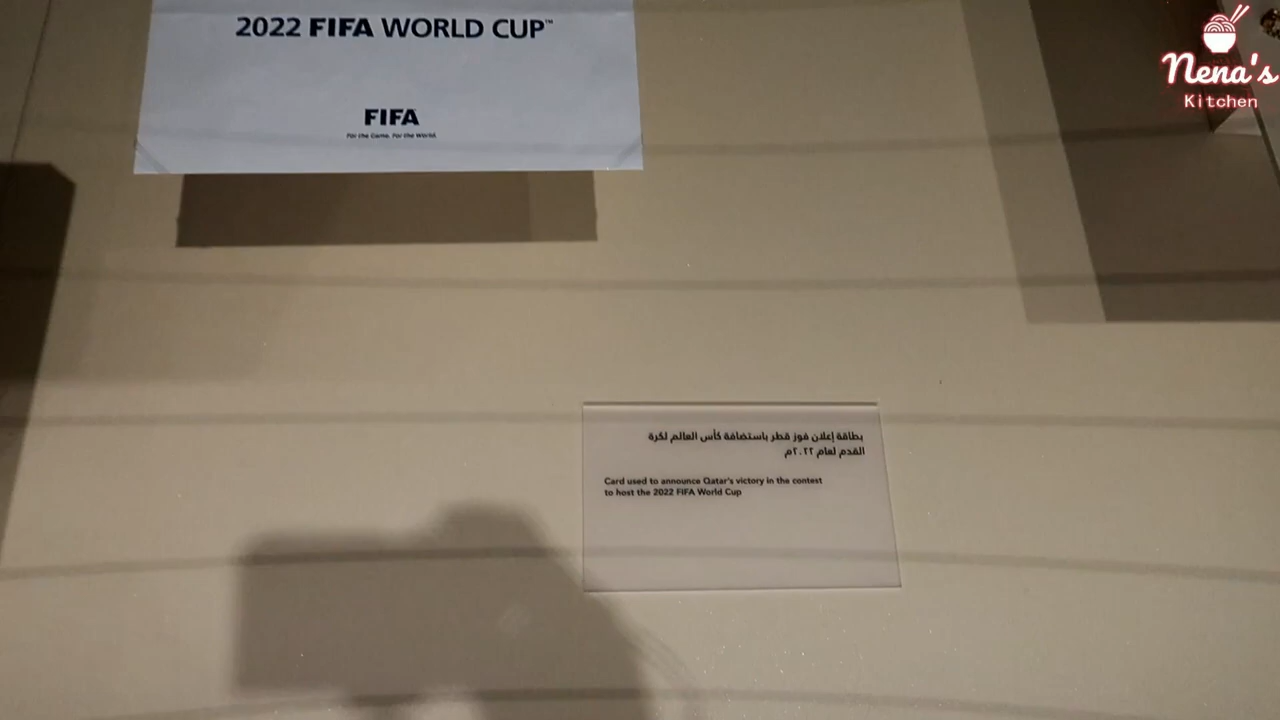 2022 FIFA WORLD CUP™
FIFA
For the Game. For the World.
Nena's
Kitchen
بطاقة إعلان فوز قطر باستضافة كأس العالم لكرة
القدم لعام ٢٠٢٢م
Card used to announce Qatar's victory in the contest
to host the 2022 FIFA World Cup